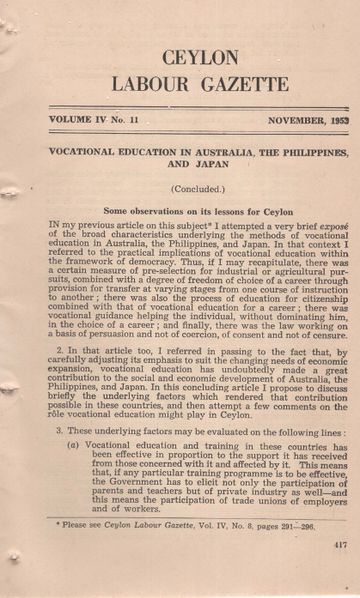 CEYLON
LABOUR GAZETTE
VOLUME IV No. 11 NOVEMBER, 1953
VOCATIONAL EDUCATION IN AUSTRALIA, THE PHILIPPINES,
AND JAPAN
(Concluded.)
Some observations on its lessons for Ceylon
IN my previous article on this subject* I attempted a very brief exposé
of the broad characteristics underlying the methods of vocational
education in Australia, the Philippines, and Japan. In that context I
referred to the practical implications of vocational education within
the framework of democracy. Thus, if I may recapitulate, there was
a certain measure of pre-selection for industrial or agricultural pur-
suits, combined with a degree of freedom of choice of a career through
provision for transfer at varying stages from one course of instruction
to another ; there was also the process of education for citizenship
combined with that of vocational education for a career ; there was
vocational guidance helping the individual, without dominating him,
in the choice of a career ; and finally, there was the law working on
a basis of persuasion and not of coercion, of consent and not of censure.
2. In that article too, I referred in passing to the fact that, by
carefully adjusting its emphasis to suit the changing needs of economic
expansion, vocational education has undoubtedly made a great
contribution to the social and economic development of Australia, the
Philippines, and Japan. In this concluding article I propose to discuss
briefly the underlying factors which rendered that contribution
possible in these countries, and then attempt a few comments on the
rôle vocational education might play in Ceylon.
3. These underlying factors may be evaluated on the following lines :
(a) Vocational education and training in these countries has
been effective in proportion to the support it has received
from those concerned with it and affected by it. This means
that, if any particular training programme is to be effective,
the Government has to elicit not only the participation of
parents and teachers but of private industry as well—and
this means the participation of trade unions of employers
and of workers.
* Please see Ceylon Labour Gazette, Vol. IV, No. 8, pages 291—296.
417